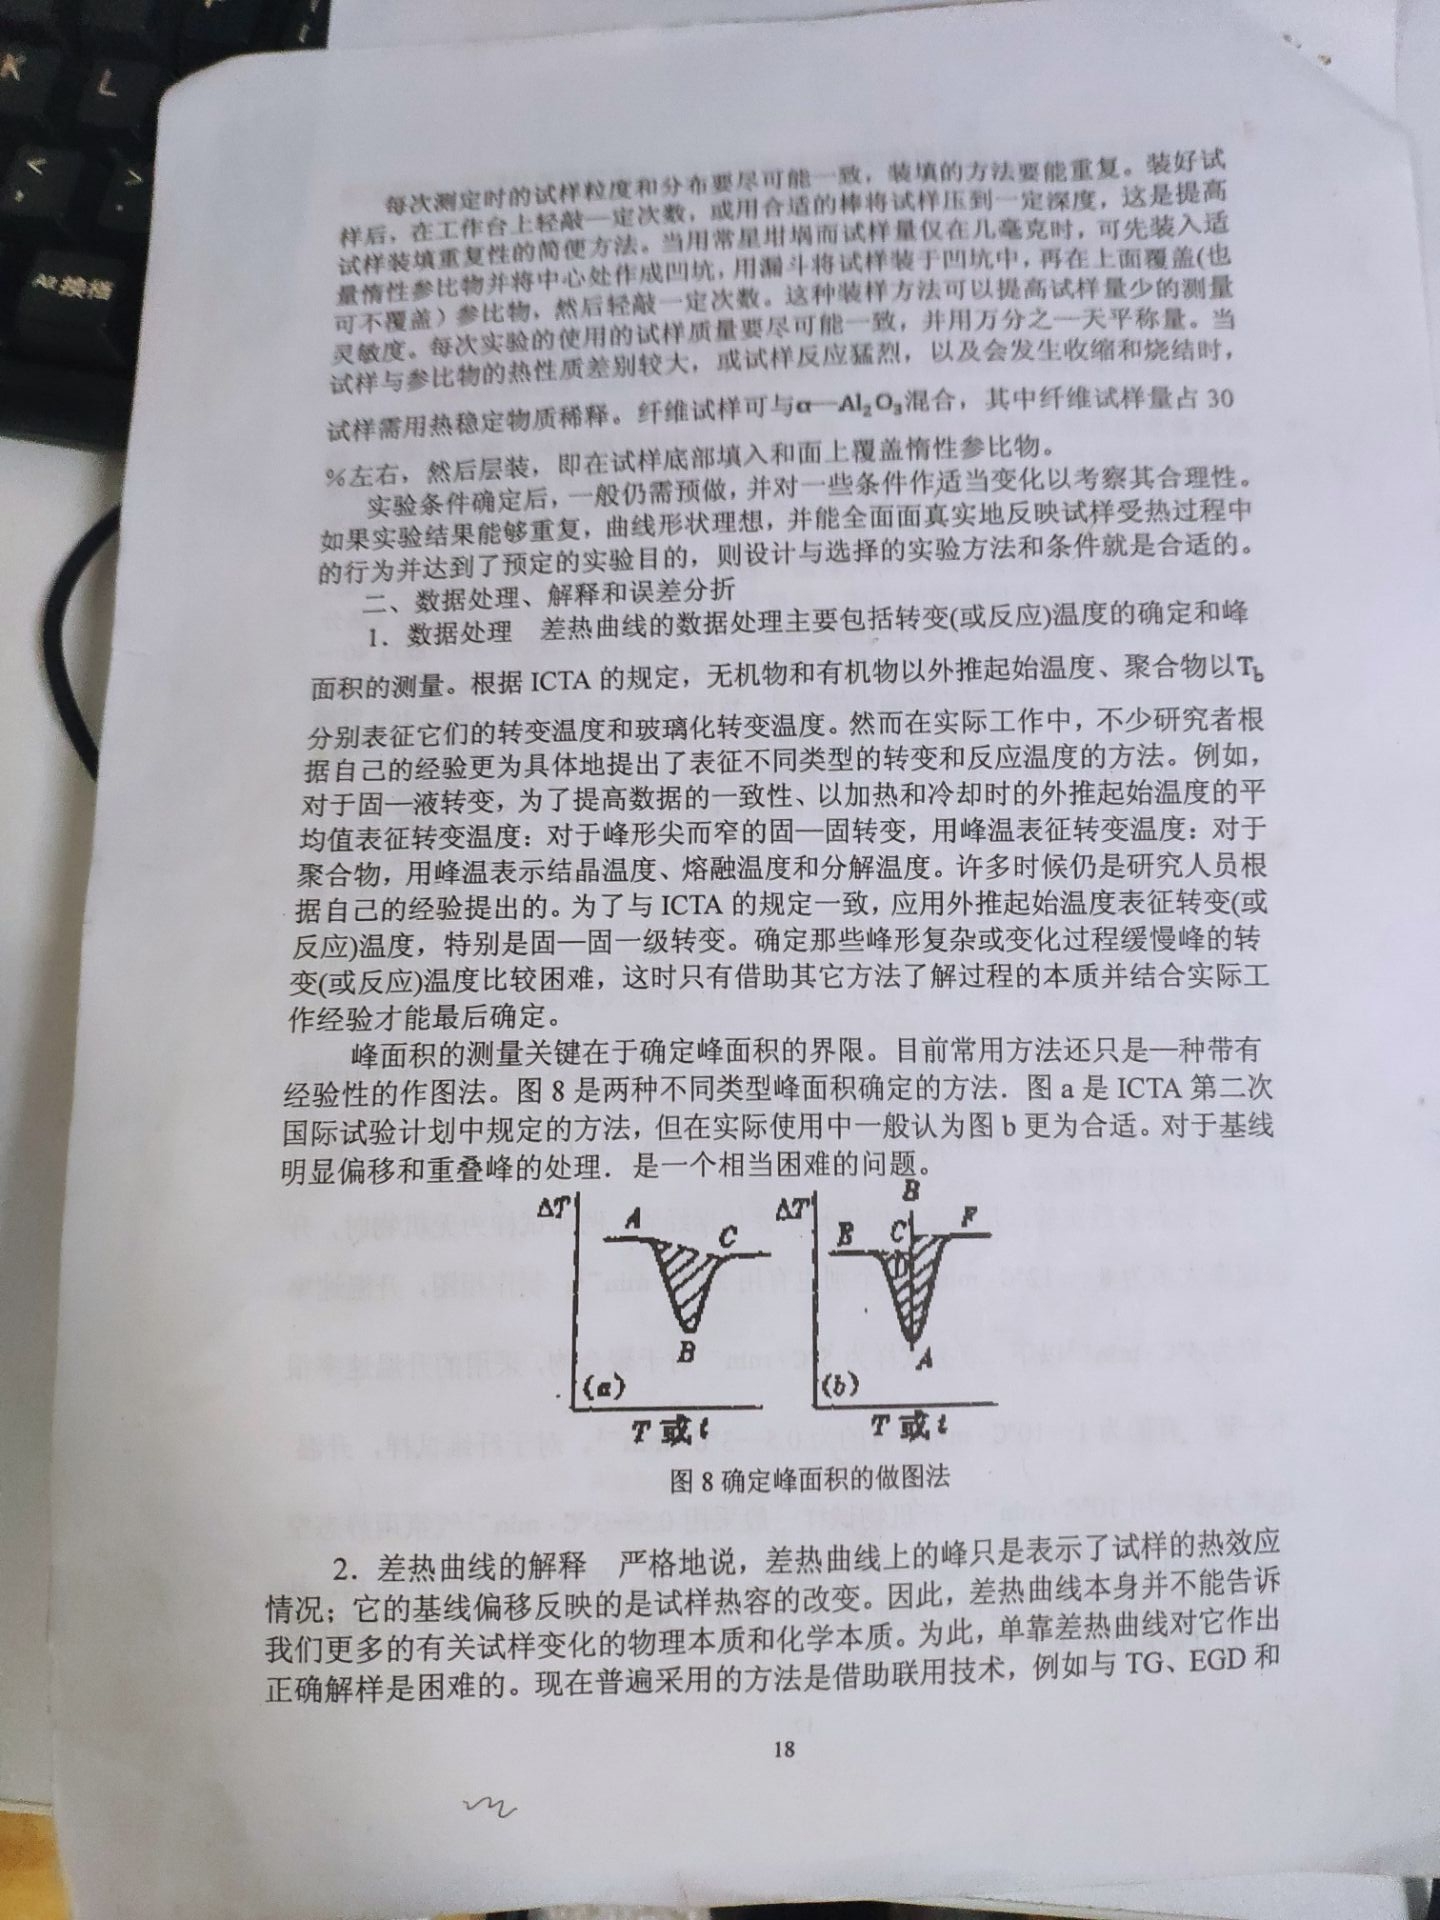 K
L
<
>
,
.
Alt换档
每次测定时的试样粒度和分布要尽可能一致，装填的方法要能重复。装好试
样后，在工作台上轻敲一定次数，或用合适的棒将试样压到一定深度，这是提高
试样装填重复性的简便方法。当用常星坩埚而试样量仅在几毫克时，可先装入适
量惰性参比物并将中心处作成凹坑，用漏斗将试样装于凹坑中，再在上面覆盖(也
可不覆盖）参比物，然后轻敲一定次数。这种装样方法可以提高试样量少的测量
灵敏度。每次实验的使用的试样质量要尽可能一致，并用万分之一天平称量。当
试样与参比物的热性质差别较大，或试样反应猛烈，以及会发生收缩和烧结时，
试样需用热稳定物质稀释。纤维试样可与α—Al₂O₃混合，其中纤维试样量占 30
%左右，然后层装，即在试样底部填入和面上覆盖惰性参比物。
实验条件确定后，一般仍需预做，并对一些条件作适当变化以考察其合理性。
如果实验结果能够重复，曲线形状理想，并能全面面真实地反映试样受热过程中
的行为并达到了预定的实验目的，则设计与选择的实验方法和条件就是合适的。
二、数据处理、解释和误差分折
1．数据处理 差热曲线的数据处理主要包括转变(或反应)温度的确定和峰
面积的测量。根据 ICTA 的规定，无机物和有机物以外推起始温度、聚合物以T_b
分别表征它们的转变温度和玻璃化转变温度。然而在实际工作中，不少研究者根
据自己的经验更为具体地提出了表征不同类型的转变和反应温度的方法。例如，
对于固—液转变，为了提高数据的一致性、以加热和冷却时的外推起始温度的平
均值表征转变温度：对于峰形尖而窄的固—固转变，用峰温表征转变温度：对于
聚合物，用峰温表示结晶温度、熔融温度和分解温度。许多时候仍是研究人员根
据自己的经验提出的。为了与 ICTA 的规定一致，应用外推起始温度表征转变(或
反应)温度，特别是固—固一级转变。确定那些峰形复杂或变化过程缓慢峰的转
变(或反应)温度比较困难，这时只有借助其它方法了解过程的本质并结合实际工
作经验才能最后确定。
峰面积的测量关键在于确定峰面积的界限。目前常用方法还只是—种带有
经验性的作图法。图 8 是两种不同类型峰面积确定的方法．图 a 是 ICTA 第二次
国际试验计划中规定的方法，但在实际使用中一般认为图 b 更为合适。对于基线
明显偏移和重叠峰的处理．是一个相当困难的问题。
ΔT
A
C
B
(a)
T 或 t
ΔT
B
E
C
F
D
A
(b)
T 或 t
图 8 确定峰面积的做图法
2．差热曲线的解释 严格地说，差热曲线上的峰只是表示了试样的热效应
情况；它的基线偏移反映的是试样热容的改变。因此，差热曲线本身并不能告诉
我们更多的有关试样变化的物理本质和化学本质。为此，单靠差热曲线对它作出
正确解样是困难的。现在普遍采用的方法是借助联用技术，例如与 TG、EGD 和
18